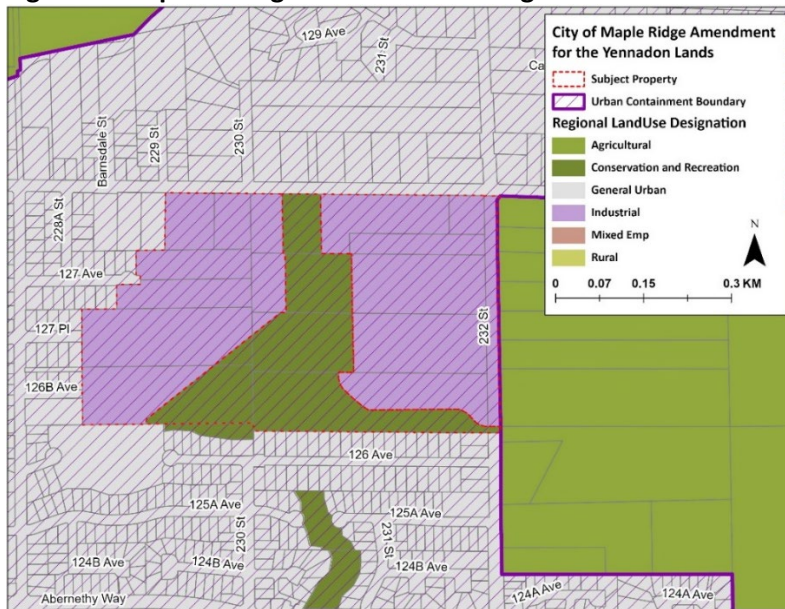 City of Maple Ridge Amendment
for the Yennadon Lands
Subject Property
Urban Containment Boundary
Regional LandUse Designation
Agricultural
Conservation and Recreation
General Urban
Industrial
Mixed Emp
Rural
N
0 0.07 0.15 0.3 KM
129 Ave
231 St
Ca
Barnsdale St
229 St
230 St
228A St
127 Ave
127 Pl
126B Ave
232 St
126 Ave
125A Ave
125A Ave
230 St
231 St
124B Ave
124B Ave
124B Ave
Abernethy Way
124A Ave
124A Ave